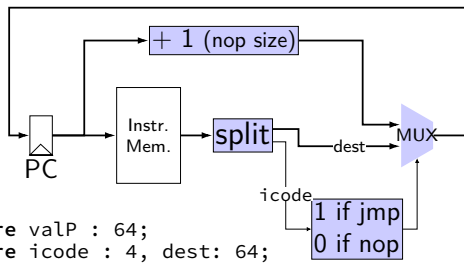 + 1 (nop size)
Instr.
Mem.
split
MUX
dest
PC
icode
1 if jmp
0 if nop
re valP : 64;
re icode : 4, dest: 64;